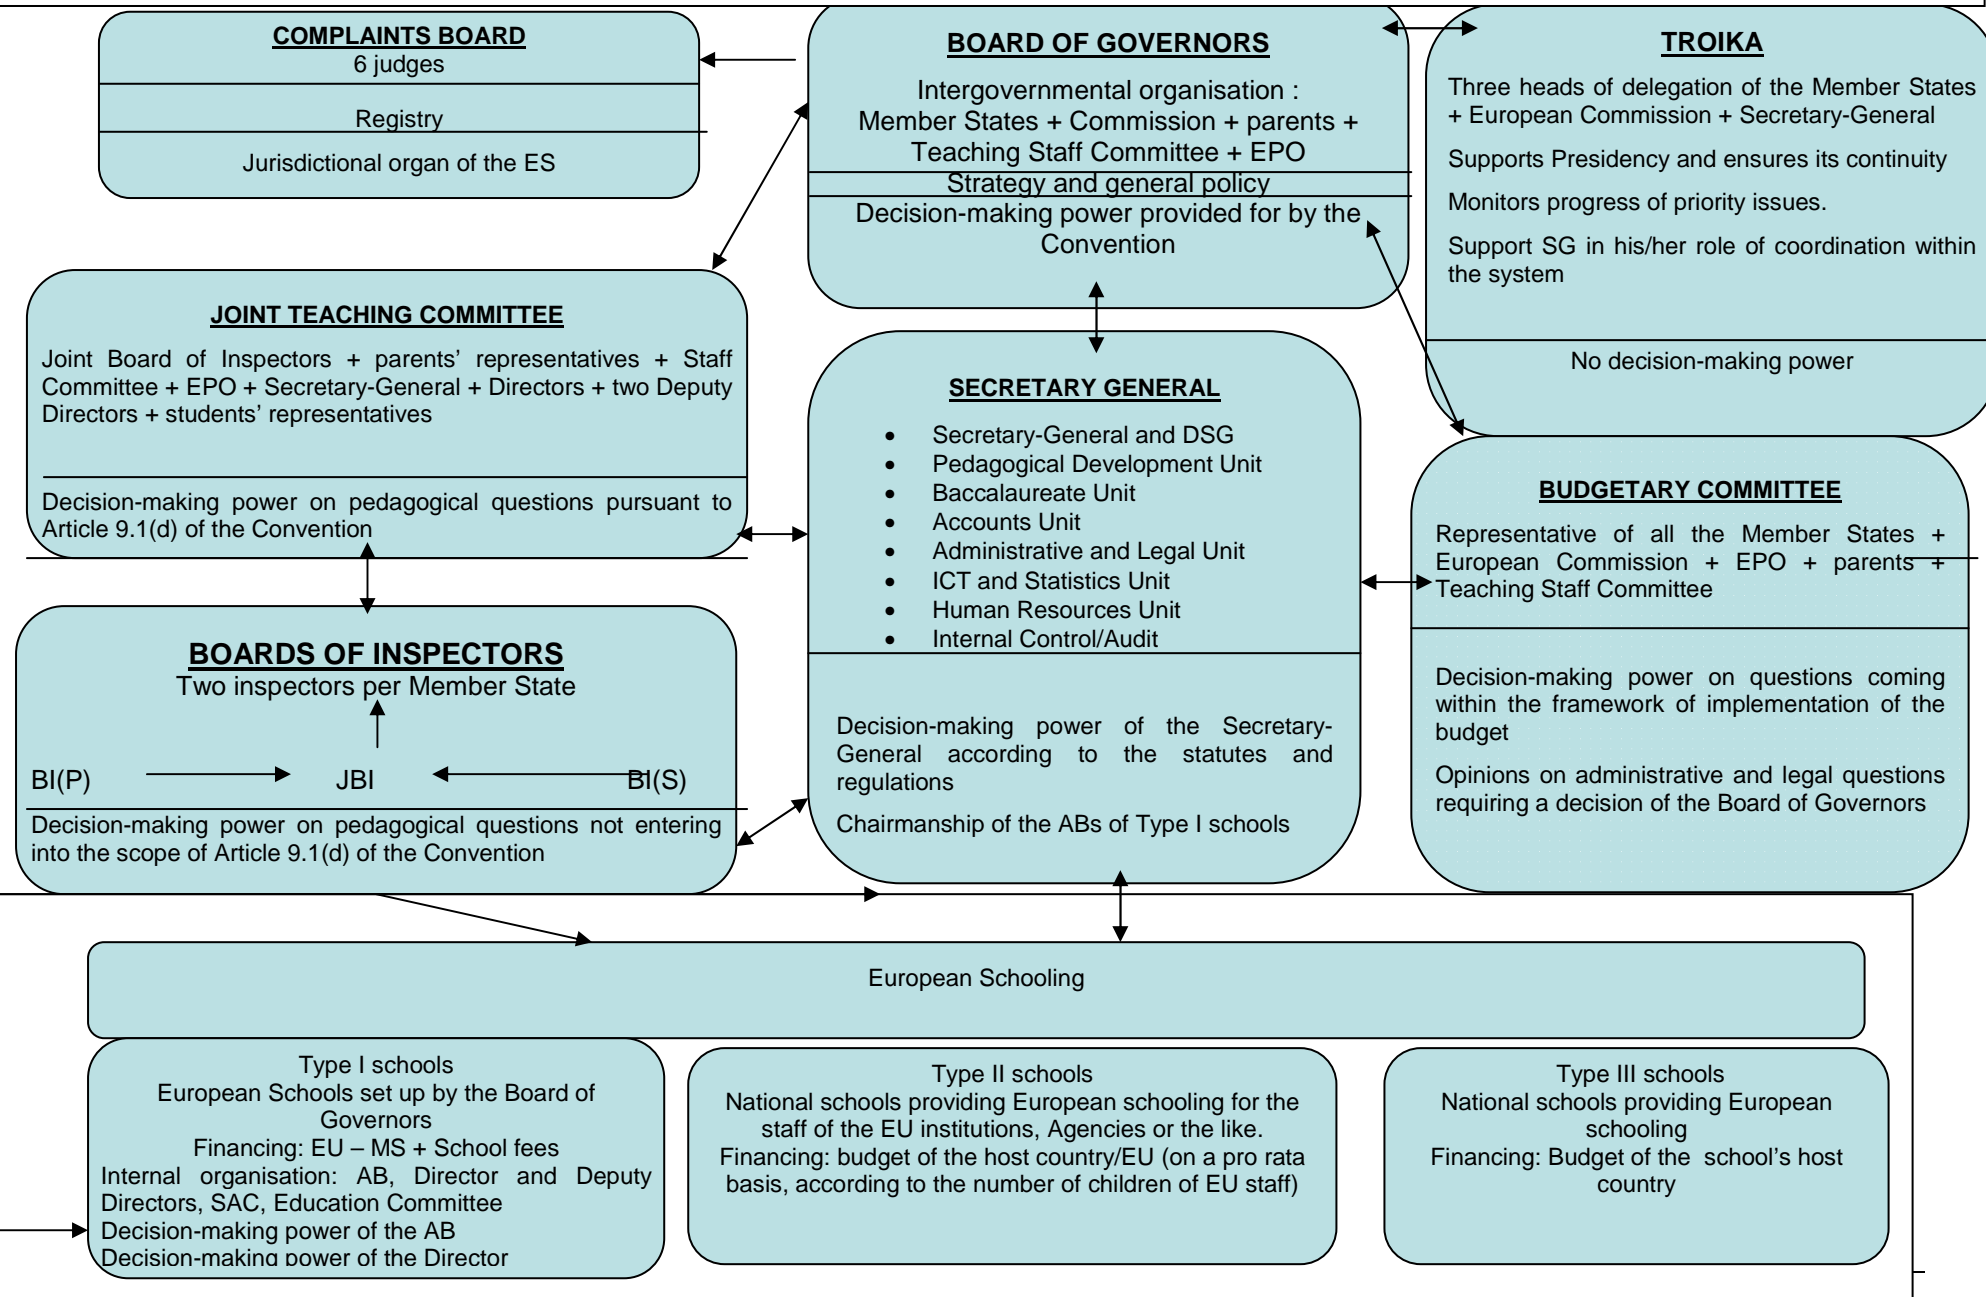 COMPLAINTS BOARD
6 judges
Registry
Jurisdictional organ of the ES
BOARD OF GOVERNORS
Intergovernmental organisation :
Member States + Commission + parents +
Teaching Staff Committee + EPO
Strategy and general policy
Decision-making power provided for by the
Convention
TROIKA
Three heads of delegation of the Member States
+ European Commission + Secretary-General
Supports Presidency and ensures its continuity
Monitors progress of priority issues.
Support SG in his/her role of coordination within
the system
No decision-making power
JOINT TEACHING COMMITTEE
Joint Board of Inspectors + parents’ representatives + Staff
Committee + EPO + Secretary-General + Directors + two Deputy
Directors + students’ representatives
Decision-making power on pedagogical questions pursuant to
Article 9.1(d) of the Convention
SECRETARY GENERAL
• Secretary-General and DSG
• Pedagogical Development Unit
• Baccalaureate Unit
• Accounts Unit
• Administrative and Legal Unit
• ICT and Statistics Unit
• Human Resources Unit
• Internal Control/Audit
Decision-making power of the Secretary-
General according to the statutes and
regulations
Chairmanship of the ABs of Type I schools
BUDGETARY COMMITTEE
Representative of all the Member States +
European Commission + EPO + parents +
Teaching Staff Committee
Decision-making power on questions coming
within the framework of implementation of the
budget
Opinions on administrative and legal questions
requiring a decision of the Board of Governors
BOARDS OF INSPECTORS
Two inspectors per Member State
BI(P) JBI BI(S)
Decision-making power on pedagogical questions not entering
into the scope of Article 9.1(d) of the Convention
European Schooling
Type I schools
European Schools set up by the Board of
Governors
Financing: EU – MS + School fees
Internal organisation: AB, Director and Deputy
Directors, SAC, Education Committee
Decision-making power of the AB
Decision-making power of the Director
Type II schools
National schools providing European schooling for the
staff of the EU institutions, Agencies or the like.
Financing: budget of the host country/EU (on a pro rata
basis, according to the number of children of EU staff)
Type III schools
National schools providing European
schooling
Financing: Budget of the school’s host
country